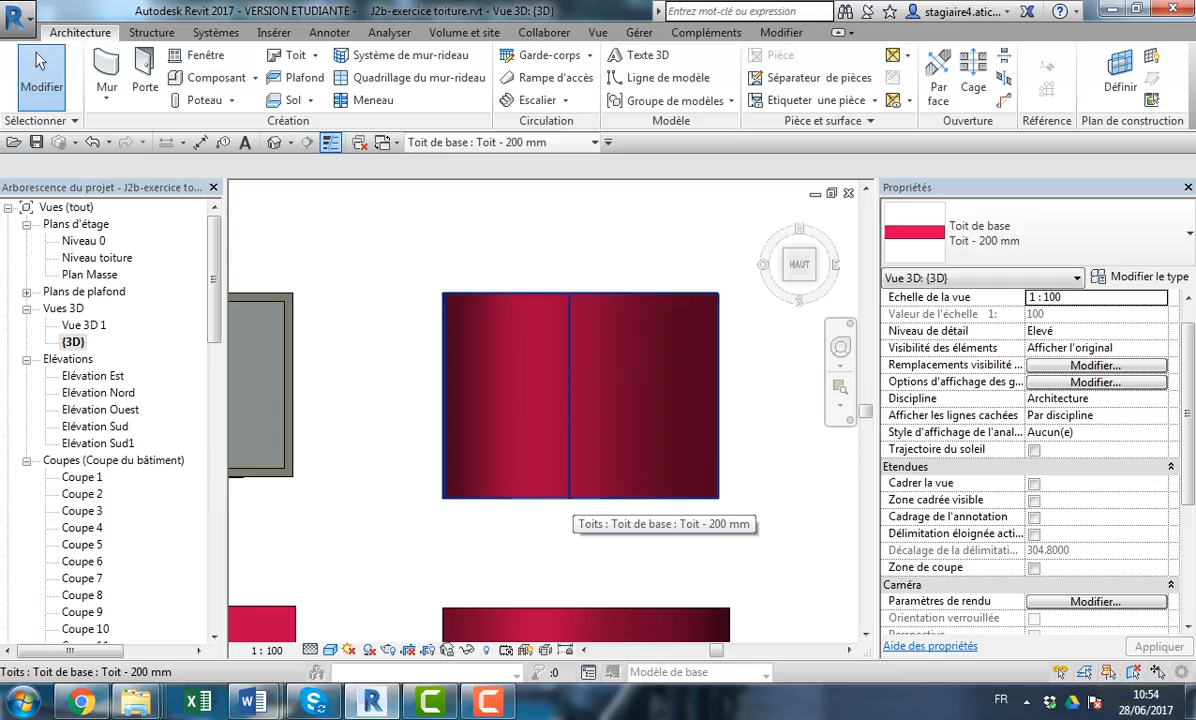 Autodesk Revit 2017 - VERSION ETUDIANTE - J2b-exercice toiture.rvt - Vue 3D: {3D}
Entrez mot-clé ou expression
stagiaire4.atic...
Architecture Structure Systèmes Insérer Annoter Analyser Volume et site Collaborer Vue Gérer Compléments Modifier
Modifier
Mur
Porte
Fenêtre
Composant
Poteau
Toit
Plafond
Sol
Système de mur-rideau
Quadrillage du mur-rideau
Meneau
Garde-corps
Rampe d'accès
Escalier
Texte 3D
Ligne de modèle
Groupe de modèles
Pièce
Séparateur de pièces
Etiqueter une pièce
Par
face
Cage
Définir
Sélectionner
Création
Circulation
Modèle
Pièce et surface
Ouverture
Référence
Plan de construction
A
Toit de base : Toit - 200 mm
Arborescence du projet - J2b-exercice to...
Vues (tout)
Plans d'étage
Niveau 0
Niveau toiture
Plan Masse
Plans de plafond
Vues 3D
Vue 3D 1
{3D}
Elévations
Elévation Est
Elévation Nord
Elévation Ouest
Elévation Sud
Elévation Sud1
Coupes (Coupe du bâtiment)
Coupe 1
Coupe 2
Coupe 3
Coupe 4
Coupe 5
Coupe 6
Coupe 7
Coupe 8
Coupe 9
Coupe 10
HAUT
Toits : Toit de base : Toit - 200 mm
1 : 100
Propriétés
Toit de base
Toit - 200 mm
Vue 3D: {3D}
Modifier le type
Echelle de la vue 1 : 100
Valeur de l'échelle 1: 100
Niveau de détail Elevé
Visibilité des éléments Afficher l'original
Remplacements visibilité ... Modifier...
Options d'affichage des g... Modifier...
Discipline Architecture
Afficher les lignes cachées Par discipline
Style d'affichage de l'anal... Aucun(e)
Trajectoire du soleil
Etendues
Cadrer la vue
Zone cadrée visible
Cadrage de l'annotation
Délimitation éloignée acti...
Décalage de la délimitati... 304.8000
Zone de coupe
Caméra
Paramètres de rendu Modifier...
Orientation verrouillée
Aide des propriétés
Appliquer
Toits : Toit de base : Toit - 200 mm
:0
Modèle de base
FR
10:54
28/06/2017